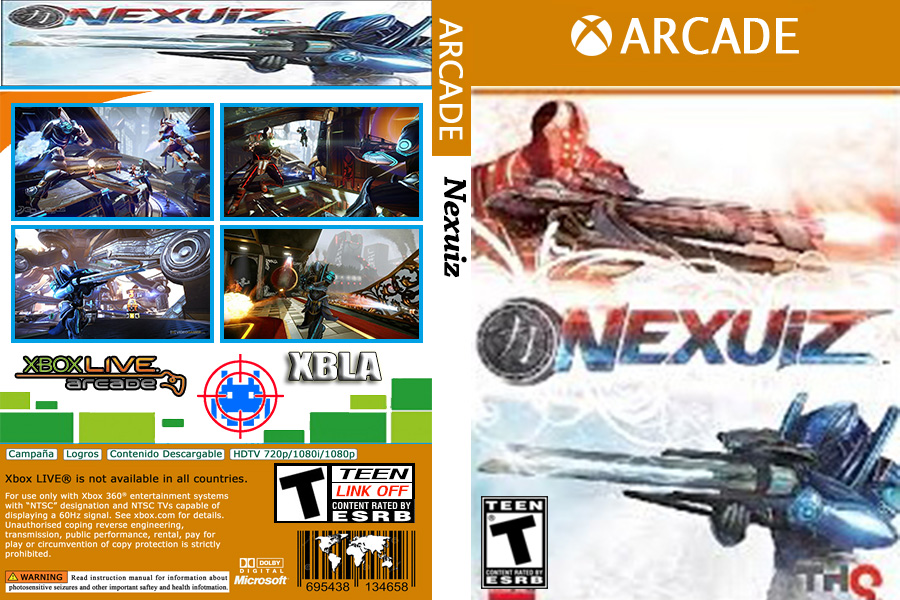 NEXUIZ
XBOX LIVE
arcade
XBLA
Campaña
Logros
Contenido Descargable
HDTV 720p/1080i/1080p
Xbox LIVE® is not available in all countries.
For use only with Xbox 360® entertainment systems
with "NTSC" designation and NTSC TVs capable of
displaying a 60Hz signal. See xbox.com for details.
Unauthorised coping reverse engineering,
transmission, public performance, rental, pay for
play or circumvention of copy protection is strictly
prohibited.
WARNING Read instruction manual for information about
photosensitive seizures and other important saftey and health infotmation.
T
TEEN
LINK OFF
CONTENT RATED BY
ESRB
DOLBY
DIGITAL
Microsoft
695438 134658
ARCADE
Nexuiz
ARCADE
NEXUIZ
TEEN
T
CONTENT RATED BY
ESRB
THQ